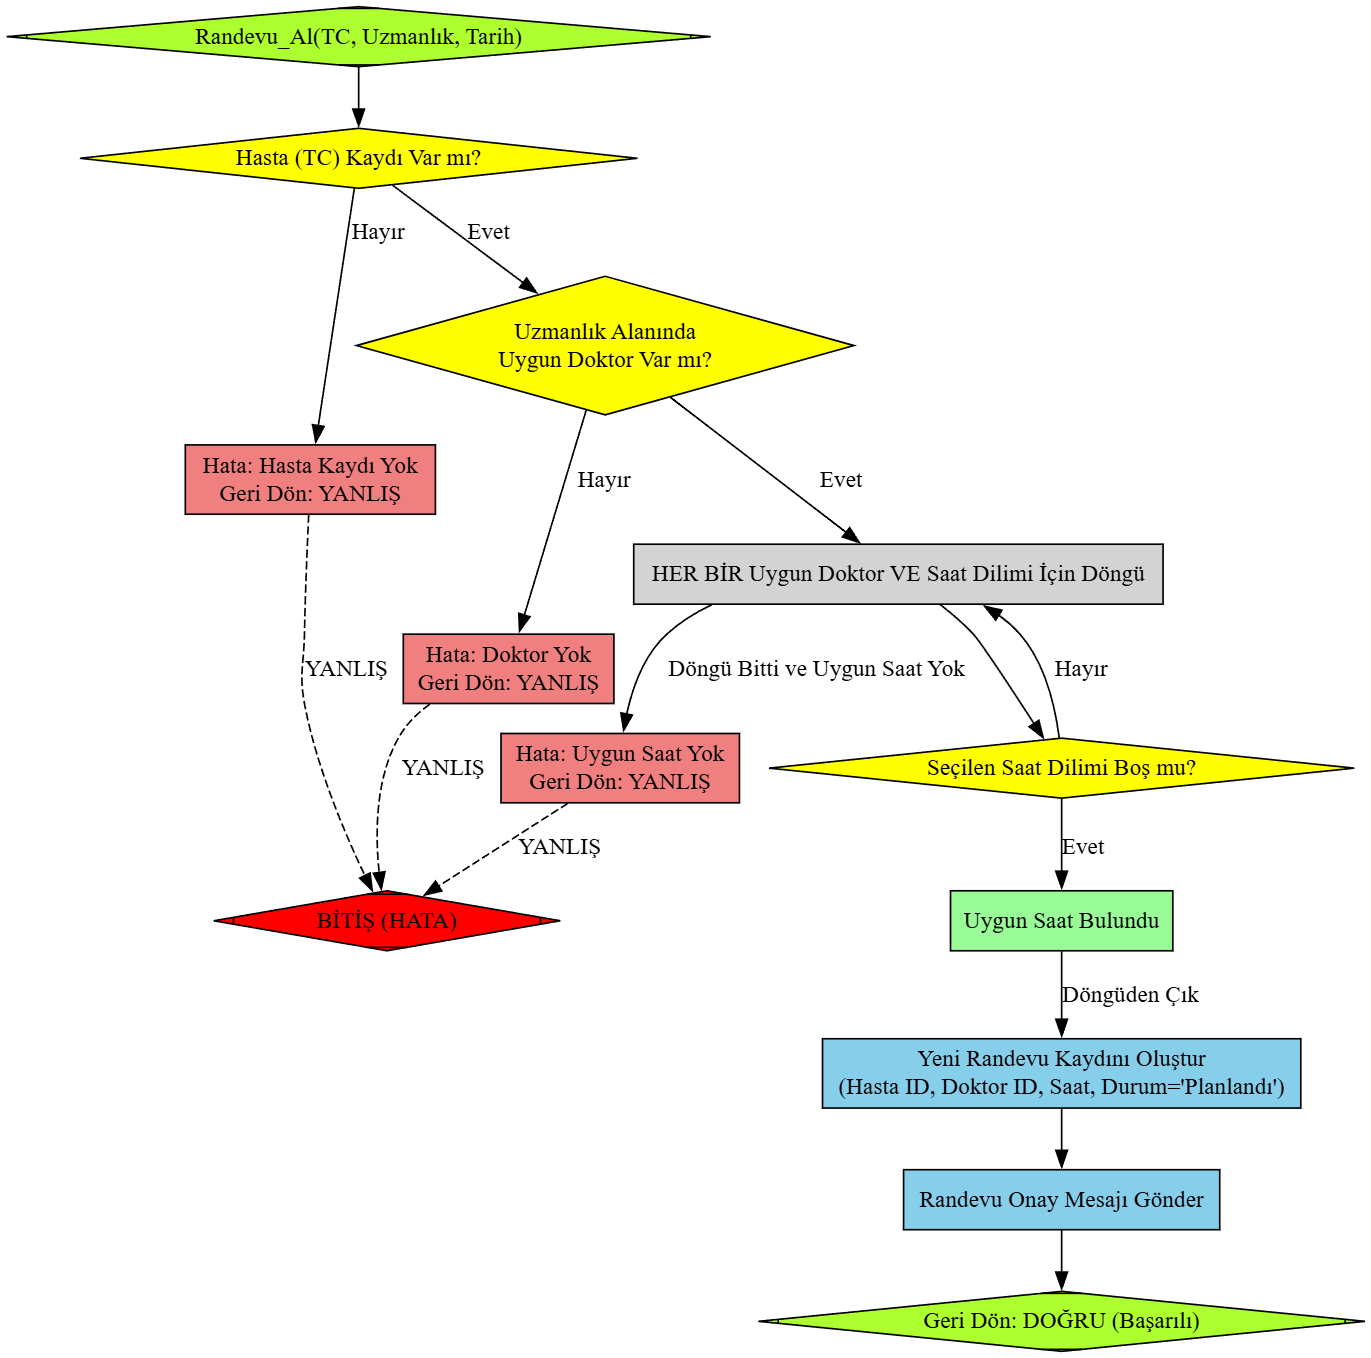 Randevu_Al(TC, Uzmanlık, Tarih)
Hasta (TC) Kaydı Var mı?
Hayır
Evet
Uzmanlık Alanında
Uygun Doktor Var mı?
Hata: Hasta Kaydı Yok
Geri Dön: YANLIŞ
Hayır
Evet
HER BİR Uygun Doktor VE Saat Dilimi İçin Döngü
YANLIŞ
Hata: Doktor Yok
Geri Dön: YANLIŞ
Döngü Bitti ve Uygun Saat Yok
Hayır
YANLIŞ
Hata: Uygun Saat Yok
Geri Dön: YANLIŞ
Seçilen Saat Dilimi Boş mu?
YANLIŞ
Evet
BİTİŞ (HATA)
Uygun Saat Bulundu
Döngüden Çık
Yeni Randevu Kaydını Oluştur
(Hasta ID, Doktor ID, Saat, Durum='Planlandı')
Randevu Onay Mesajı Gönder
Geri Dön: DOĞRU (Başarılı)